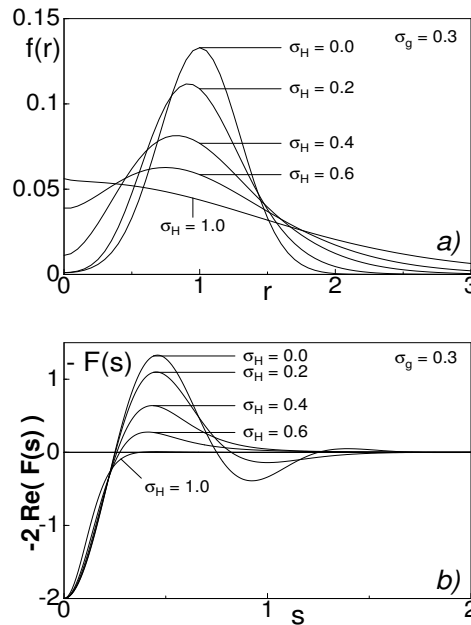 0.15
f(r)
σH = 0.0
σg = 0.3
σH = 0.2
0.10
σH = 0.4
σH = 0.6
0.05
σH = 1.0
a)
0
0 1 2 3
r
- F(s)
σH = 0.0
σg = 0.3
σH = 0.2
1
σH = 0.4
σH = 0.6
0
σH = 1.0
-1
-2 Re( F(s) )
-2
b)
0 1 2
s